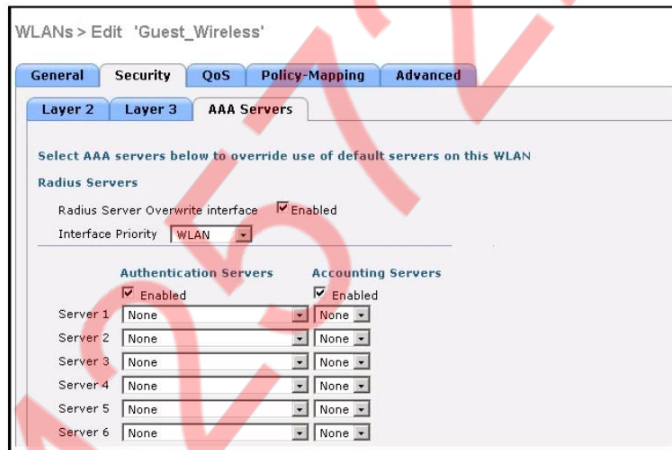 WLANs > Edit 'Guest_Wireless'
General Security QoS Policy-Mapping Advanced
Layer 2 Layer 3 AAA Servers
Select AAA servers below to override use of default servers on this WLAN
Radius Servers
Radius Server Overwrite interface Enabled
Interface Priority WLAN
Authentication Servers Accounting Servers
Enabled Enabled
Server 1 None None
Server 2 None None
Server 3 None None
Server 4 None None
Server 5 None None
Server 6 None None